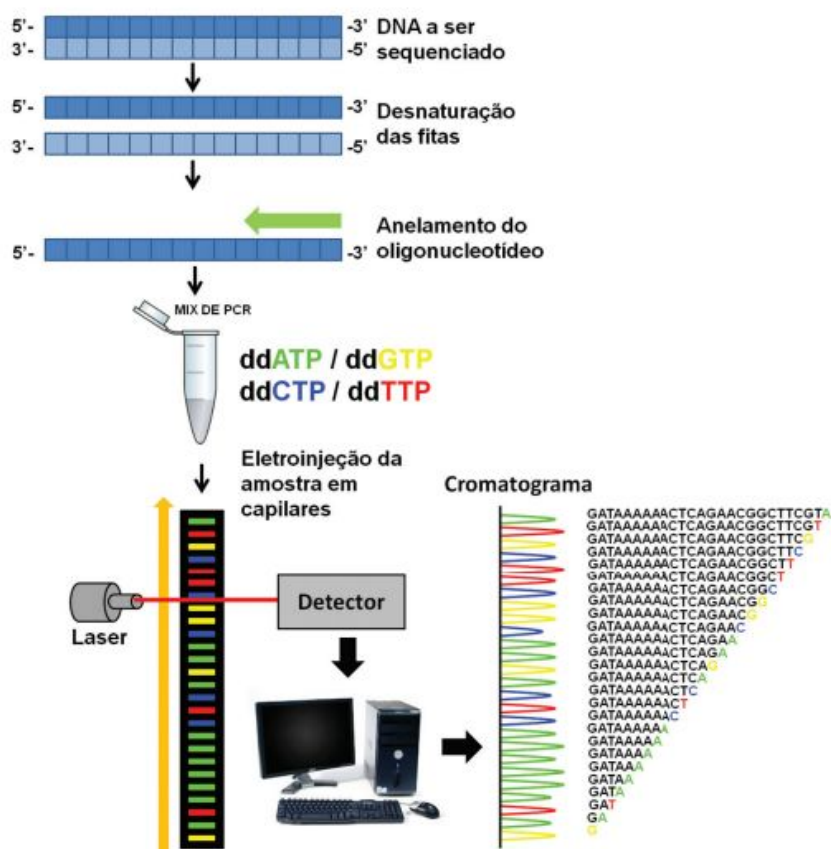 5'- -3' DNA a ser
3'- -5' sequenciado
5'- -3' Desnaturação
das fitas
3'- -5'
Anelamento do
5'- -3' oligonucleotídeo
MIX DE PCR
ddATP / ddGTP
ddCTP / ddTTP
Eletroinjeção da
amostra em
capilares
Laser
Detector
Cromatograma
GATAAAAAACTCAGAACGGCTTCGTA
GATAAAAAACTCAGAACGGCTTCGT
GATAAAAAACTCAGAACGGCTTCG
GATAAAAAACTCAGAACGGCTTC
GATAAAAAACTCAGAACGGCTT
GATAAAAAACTCAGAACGGCT
GATAAAAAACTCAGAACGGC
GATAAAAAACTCAGAACGG
GATAAAAAACTCAGAACG
GATAAAAAACTCAGAAC
GATAAAAAACTCAGAA
GATAAAAAACTCAGA
GATAAAAAACTCAG
GATAAAAAACTCA
GATAAAAAACTC
GATAAAAAACT
GATAAAAAAC
GATAAAAAA
GATAAAAA
GATAAAA
GATAAA
GATAA
GATA
GAT
GA
G